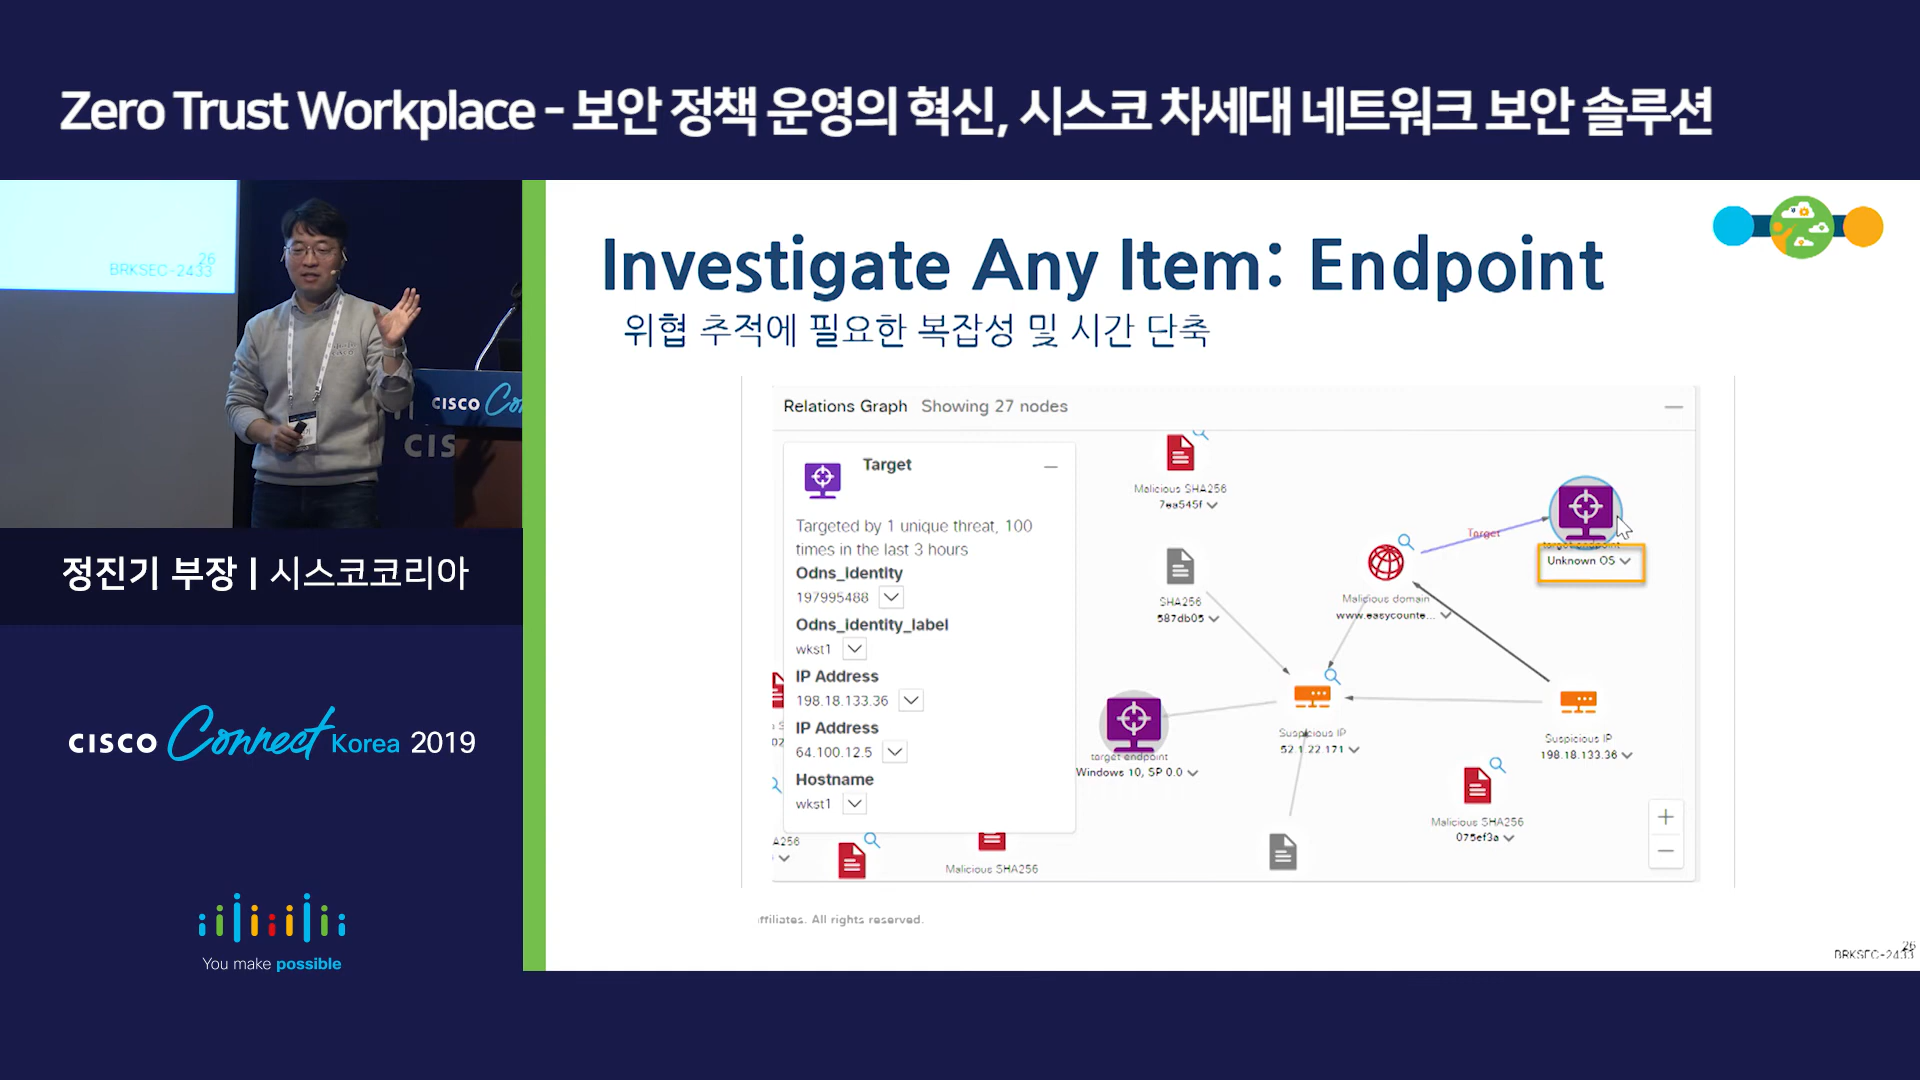 Zero Trust Workplace - 보안 정책 운영의 혁신, 시스코 차세대 네트워크 보안 솔루션
26
BRKSEC-2433
CISCO Co
CIS
정진기 부장 | 시스코코리아
CISCO Connect Korea 2019
You make possible
Investigate Any Item: Endpoint
위협 추적에 필요한 복잡성 및 시간 단축
Relations Graph Showing 27 nodes
Target
Targeted by 1 unique threat, 100
times in the last 3 hours
Odns_identity
197995488
Odns_identity_label
wkst1
IP Address
198.18.133.36
IP Address
64.100.12.5
Hostname
wkst1
Malicious SHA256
7ea545f
SHA256
587db05
Malicious domain
www.easycounte...
Target
target endpoint
Unknown OS
target endpoint
Windows 10, SP 0.0
Suspicious IP
52.1.22.171
Suspicious IP
198.18.133.36
Malicious SHA256
075ef3a
A256
Malicious SHA256
ffiliates. All rights reserved.
26
BRKSEC-2433